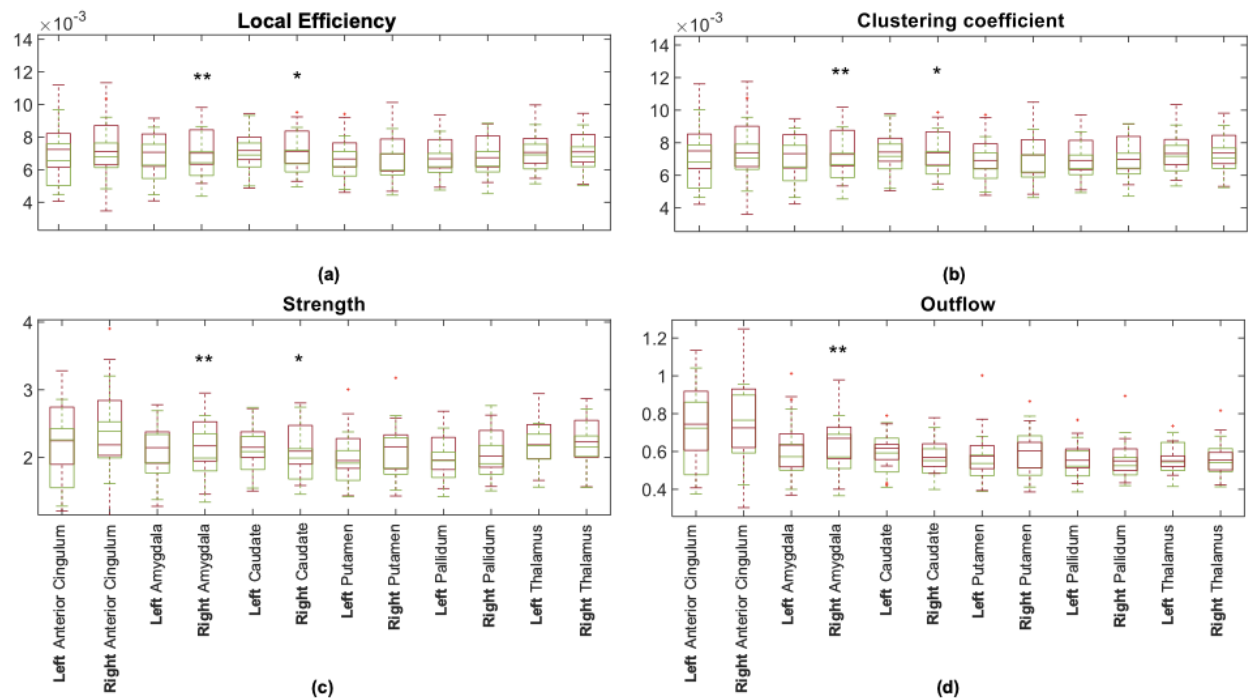 Local Efficiency
×10⁻³
14
12
10
8
6
4
**
*
(a)
Clustering coefficient
×10⁻³
14
12
10
8
6
4
**
*
(b)
Strength
4
3
2
**
*
Left Anterior Cingulum
Right Anterior Cingulum
Left Amygdala
Right Amygdala
Left Caudate
Right Caudate
Left Putamen
Right Putamen
Left Pallidum
Right Pallidum
Left Thalamus
Right Thalamus
(c)
Outflow
1.2
1
0.8
0.6
0.4
**
Left Anterior Cingulum
Right Anterior Cingulum
Left Amygdala
Right Amygdala
Left Caudate
Right Caudate
Left Putamen
Right Putamen
Left Pallidum
Right Pallidum
Left Thalamus
Right Thalamus
(d)